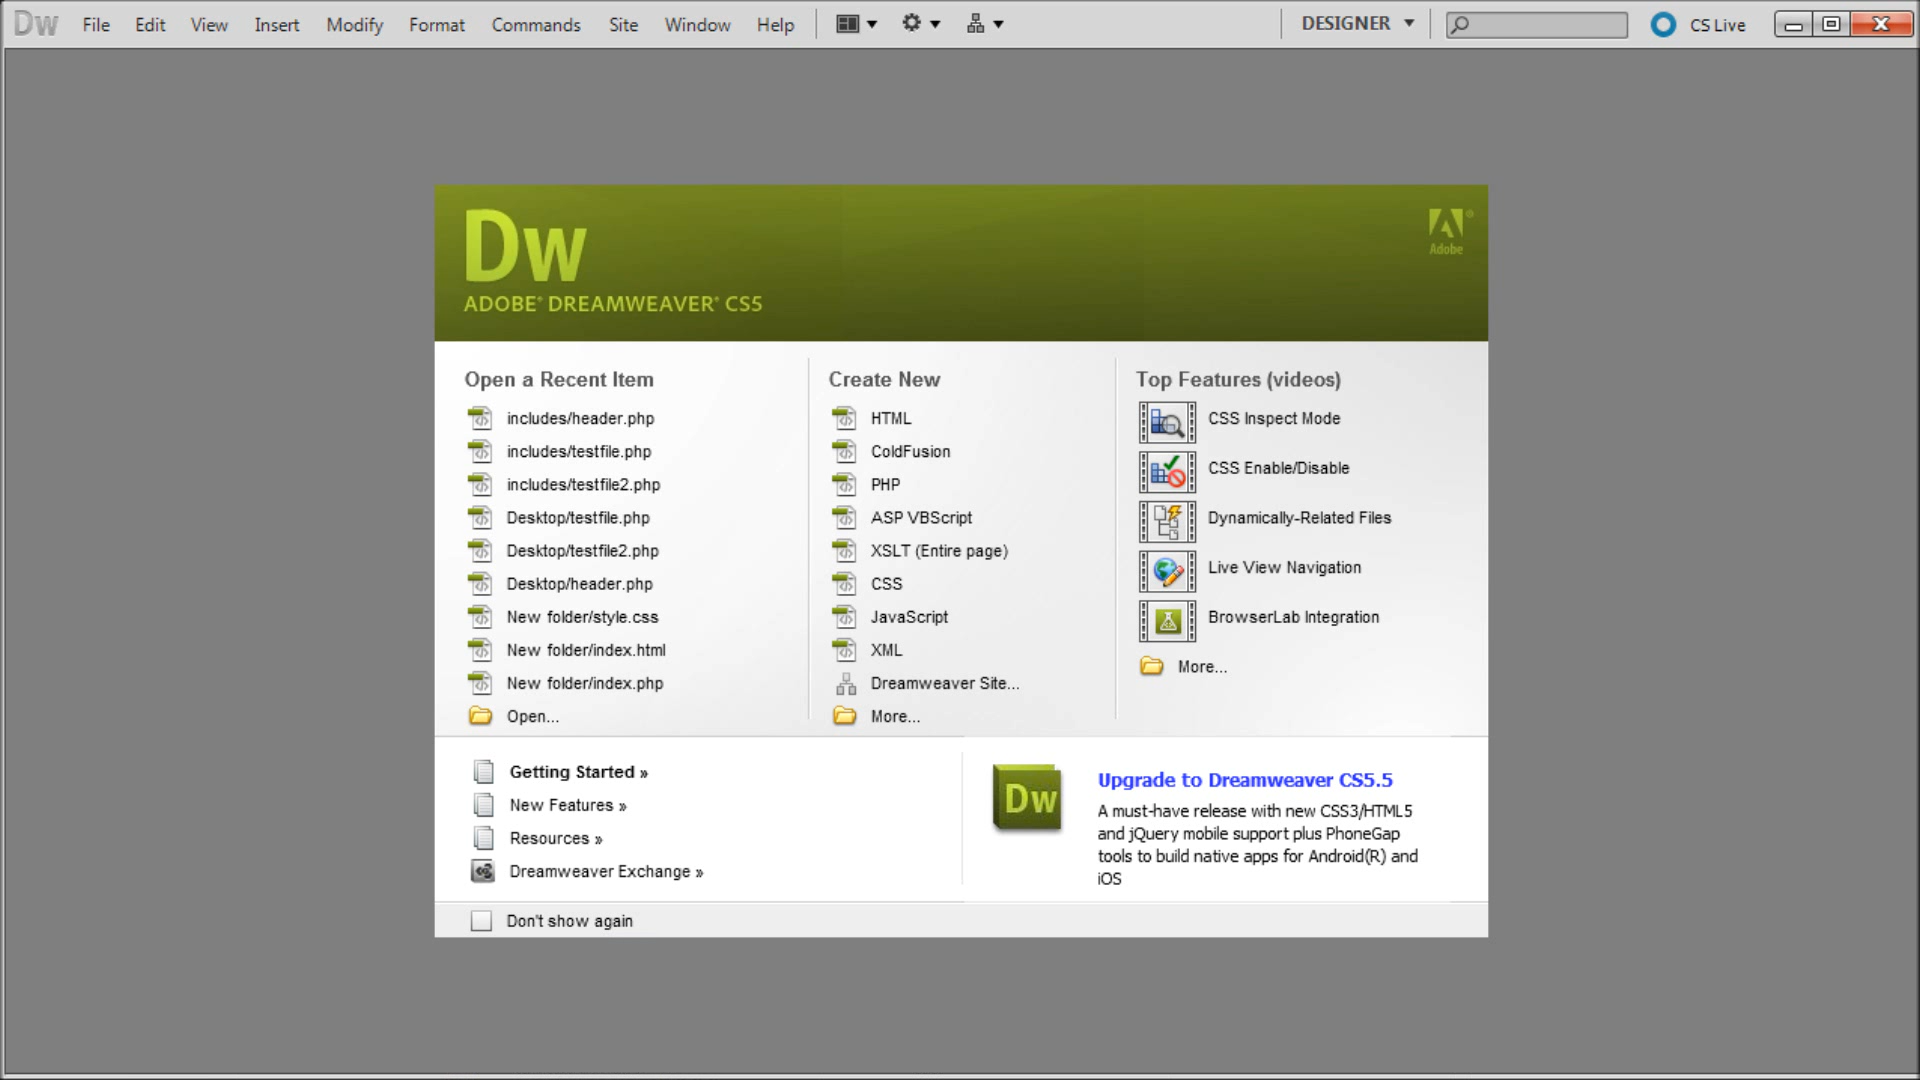 Dw File Edit View Insert Modify Format Commands Site Window Help DESIGNER CS Live
Dw
ADOBE® DREAMWEAVER® CS5
Adobe
Open a Recent Item
includes/header.php
includes/testfile.php
includes/testfile2.php
Desktop/testfile.php
Desktop/testfile2.php
Desktop/header.php
New folder/style.css
New folder/index.html
New folder/index.php
Open...
Create New
HTML
ColdFusion
PHP
ASP VBScript
XSLT (Entire page)
CSS
JavaScript
XML
Dreamweaver Site...
More...
Top Features (videos)
CSS Inspect Mode
CSS Enable/Disable
Dynamically-Related Files
Live View Navigation
BrowserLab Integration
More...
Getting Started »
New Features »
Resources »
Dreamweaver Exchange »
Dw
Upgrade to Dreamweaver CS5.5
A must-have release with new CSS3/HTML5
and jQuery mobile support plus PhoneGap
tools to build native apps for Android(R) and
iOS
Don't show again